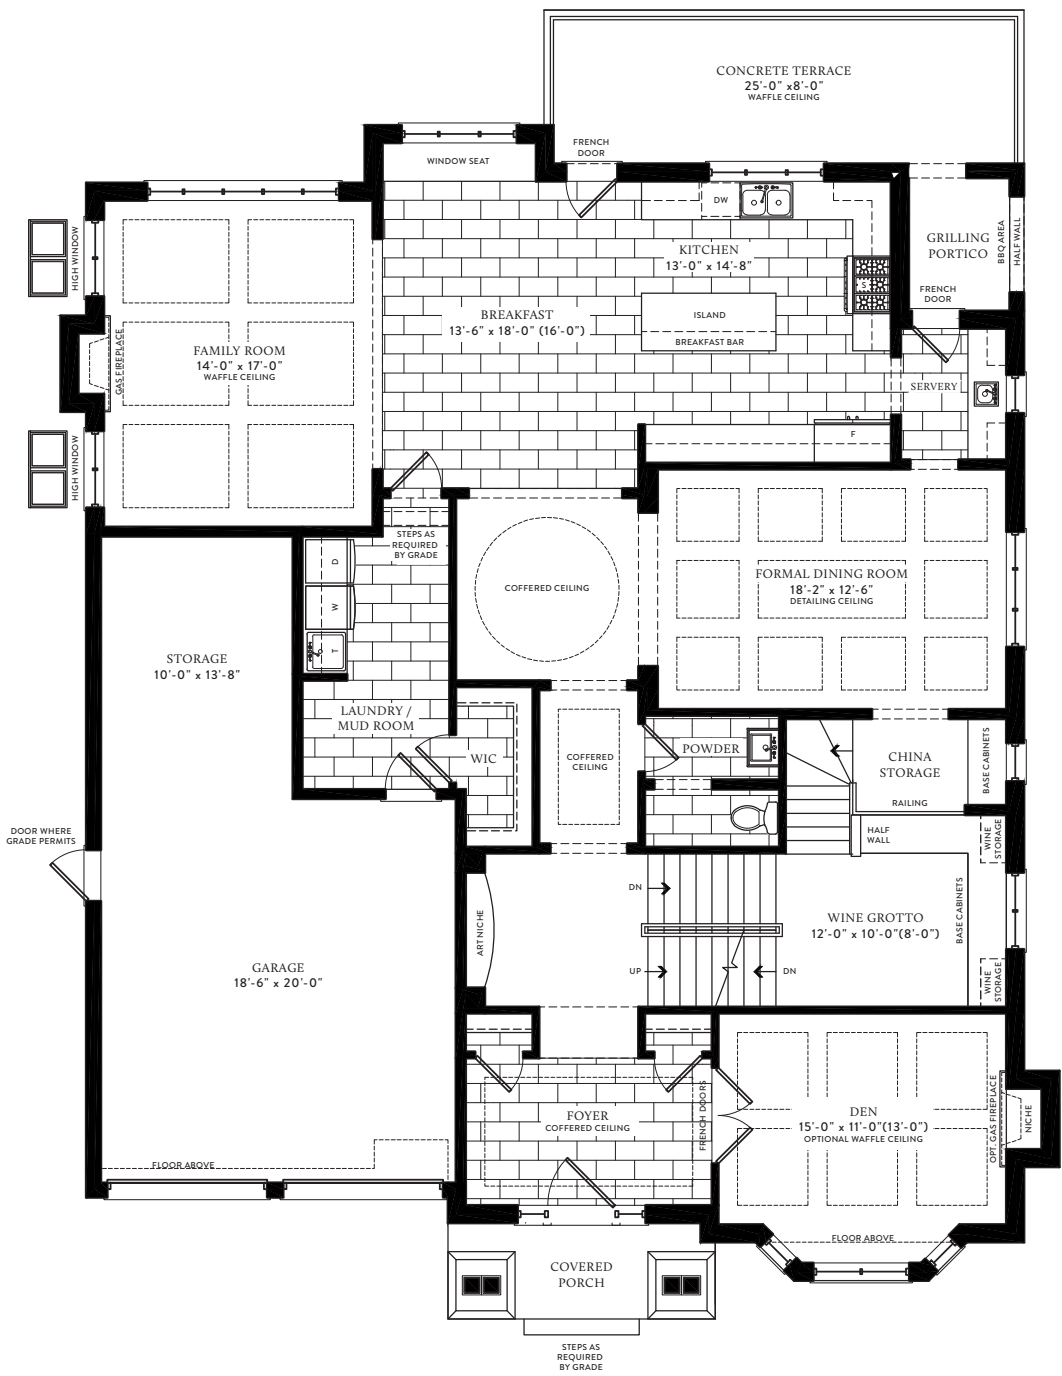 CONCRETE TERRACE
25'-0" x8'-0"
WAFFLE CEILING
FRENCH
DOOR
WINDOW SEAT
DW
HIGH WINDOW
KITCHEN
13'-0" x 14'-8"
GRILLING
PORTICO
BBQ AREA
HALF WALL
S
FRENCH
DOOR
BREAKFAST
13'-6" x 18'-0" (16'-0")
ISLAND
BREAKFAST BAR
FAMILY ROOM
14'-0" x 17'-0"
WAFFLE CEILING
GAS FIREPLACE
SERVERY
F
HIGH WINDOW
STEPS AS
REQUIRED
BY GRADE
D
W
T
COFFERED CEILING
FORMAL DINING ROOM
18'-2" x 12'-6"
DETAILING CEILING
STORAGE
10'-0" x 13'-8"
LAUNDRY /
MUD ROOM
WIC
COFFERED
CEILING
POWDER
CHINA
STORAGE
BASE CABINETS
RAILING
HALF
WALL
WINE
STORAGE
DOOR WHERE
GRADE PERMITS
DN
ART NICHE
WINE GROTTO
12'-0" x 10'-0"(8'-0")
BASE CABINETS
UP
DN
WINE
STORAGE
GARAGE
18'-6" x 20'-0"
FOYER
COFFERED CEILING
FRENCH DOORS
DEN
15'-0" x 11'-0"(13'-0")
OPTIONAL WAFFLE CEILING
OPT. GAS FIREPLACE
NICHE
FLOOR ABOVE
FLOOR ABOVE
COVERED
PORCH
STEPS AS
REQUIRED
BY GRADE